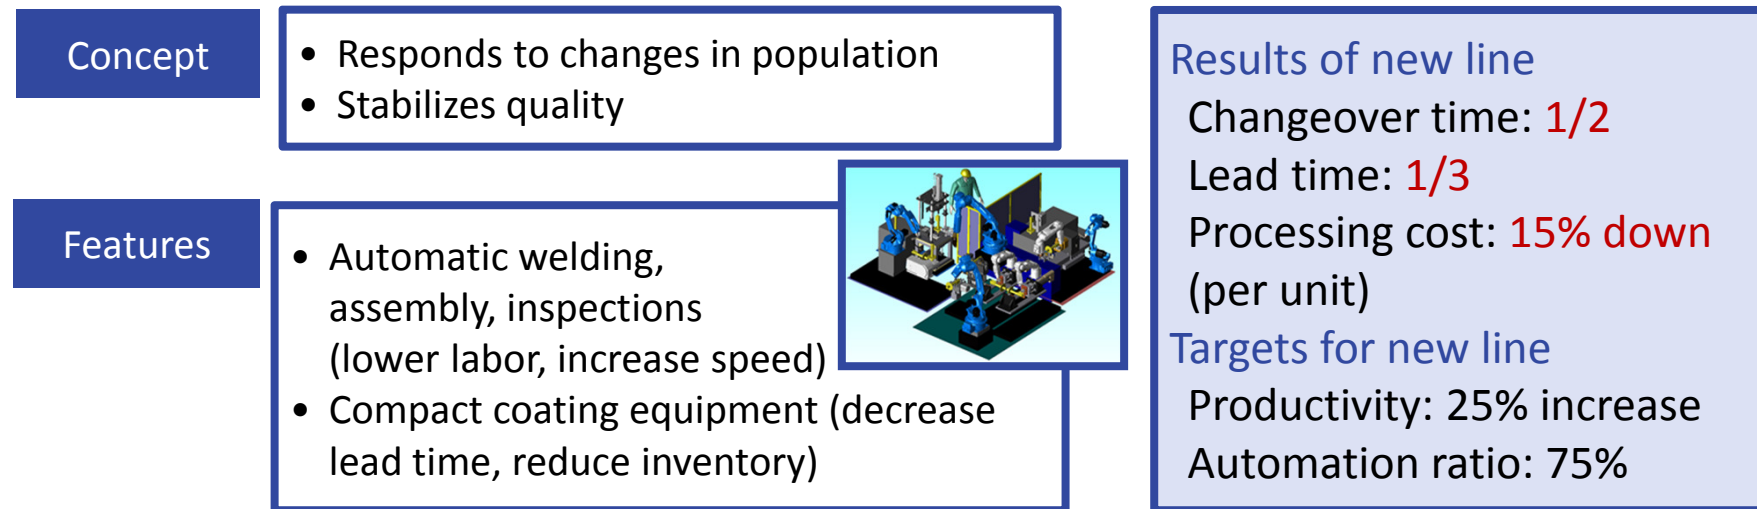 Concept
• Responds to changes in population
• Stabilizes quality
Features
• Automatic welding,
assembly, inspections
(lower labor, increase speed)
• Compact coating equipment (decrease
lead time, reduce inventory)
Results of new line
Changeover time: 1/2
Lead time: 1/3
Processing cost: 15% down
(per unit)
Targets for new line
Productivity: 25% increase
Automation ratio: 75%